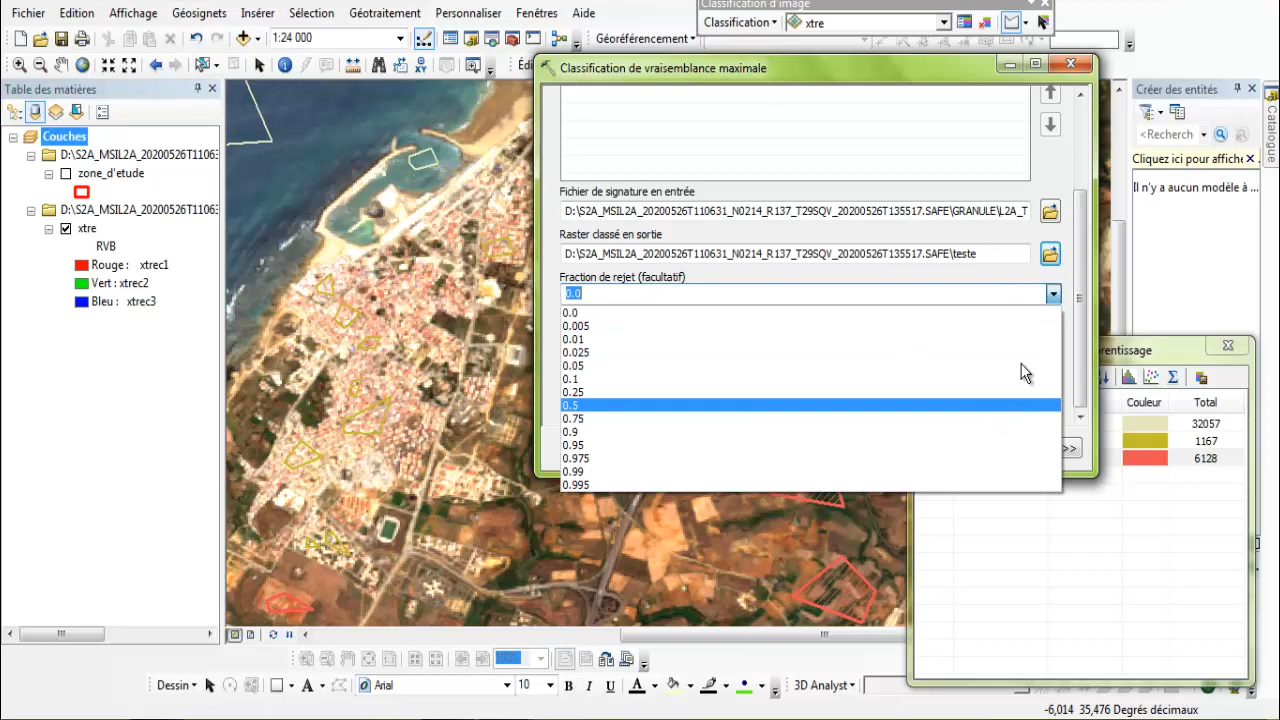 Classification d'image
Fichier Edition Affichage Géosignets Insérer Sélection Géotraitement Personnaliser Fenêtres Aide
Classification xtre
1:24 000
Géoréférencement
Classification de vraisemblance maximale
Table des matières
Créer des entités
Catalogue
Couches
<Recherch
D:\S2A_MSIL2A_20200526T11063
Cliquez ici pour affiche
zone_d'etude
Il n'y a aucun modèle à ...
Fichier de signature en entrée
D:\S2A_MSIL2A_20200526T11063
D:\S2A_MSIL2A_20200526T110631_N0214_R137_T29SQV_20200526T135517.SAFE\GRANULE\L2A_T
xtre
Raster classé en sortie
RVB
D:\S2A_MSIL2A_20200526T110631_N0214_R137_T29SQV_20200526T135517.SAFE\teste
Rouge : xtrec1
Fraction de rejet (facultatif)
Vert : xtrec2
0.0
Bleu : xtrec3
0.0
0.005
0.01
0.025
0.05
0.1
0.25
0.5
0.75
0.9
0.95
0.975
0.99
0.995
>>
Couleur Total
32057
1167
6128
100%
Dessin Arial 10 B I U A 3D Analyst
-6,014 35,476 Degrés décimaux